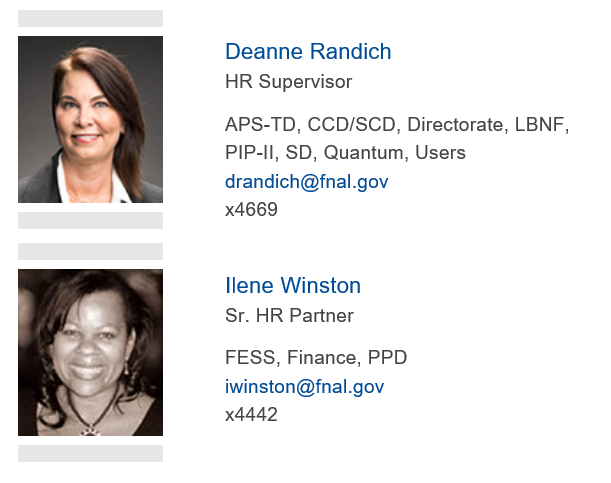 Deanne Randich
HR Supervisor
APS-TD, CCD/SCD, Directorate, LBNF,
PIP-II, SD, Quantum, Users
drandich@fnal.gov
x4669
Ilene Winston
Sr. HR Partner
FESS, Finance, PPD
iwinston@fnal.gov
x4442